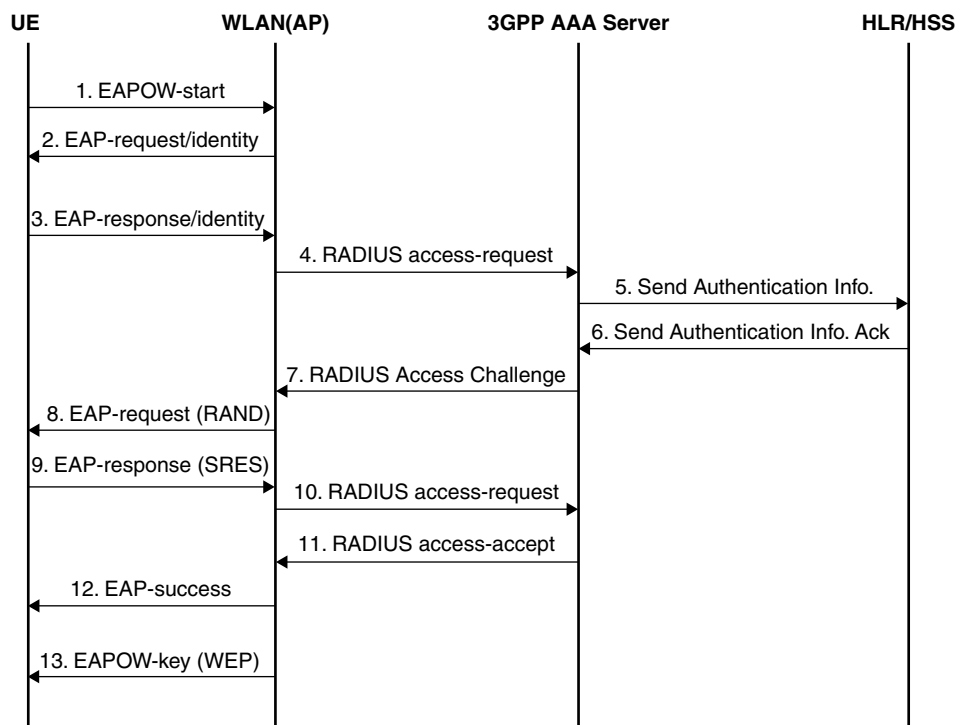 UE
WLAN(AP)
3GPP AAA Server
HLR/HSS
1. EAPOW-start
2. EAP-request/identity
3. EAP-response/identity
4. RADIUS access-request
5. Send Authentication Info.
6. Send Authentication Info. Ack
7. RADIUS Access Challenge
8. EAP-request (RAND)
9. EAP-response (SRES)
10. RADIUS access-request
11. RADIUS access-accept
12. EAP-success
13. EAPOW-key (WEP)